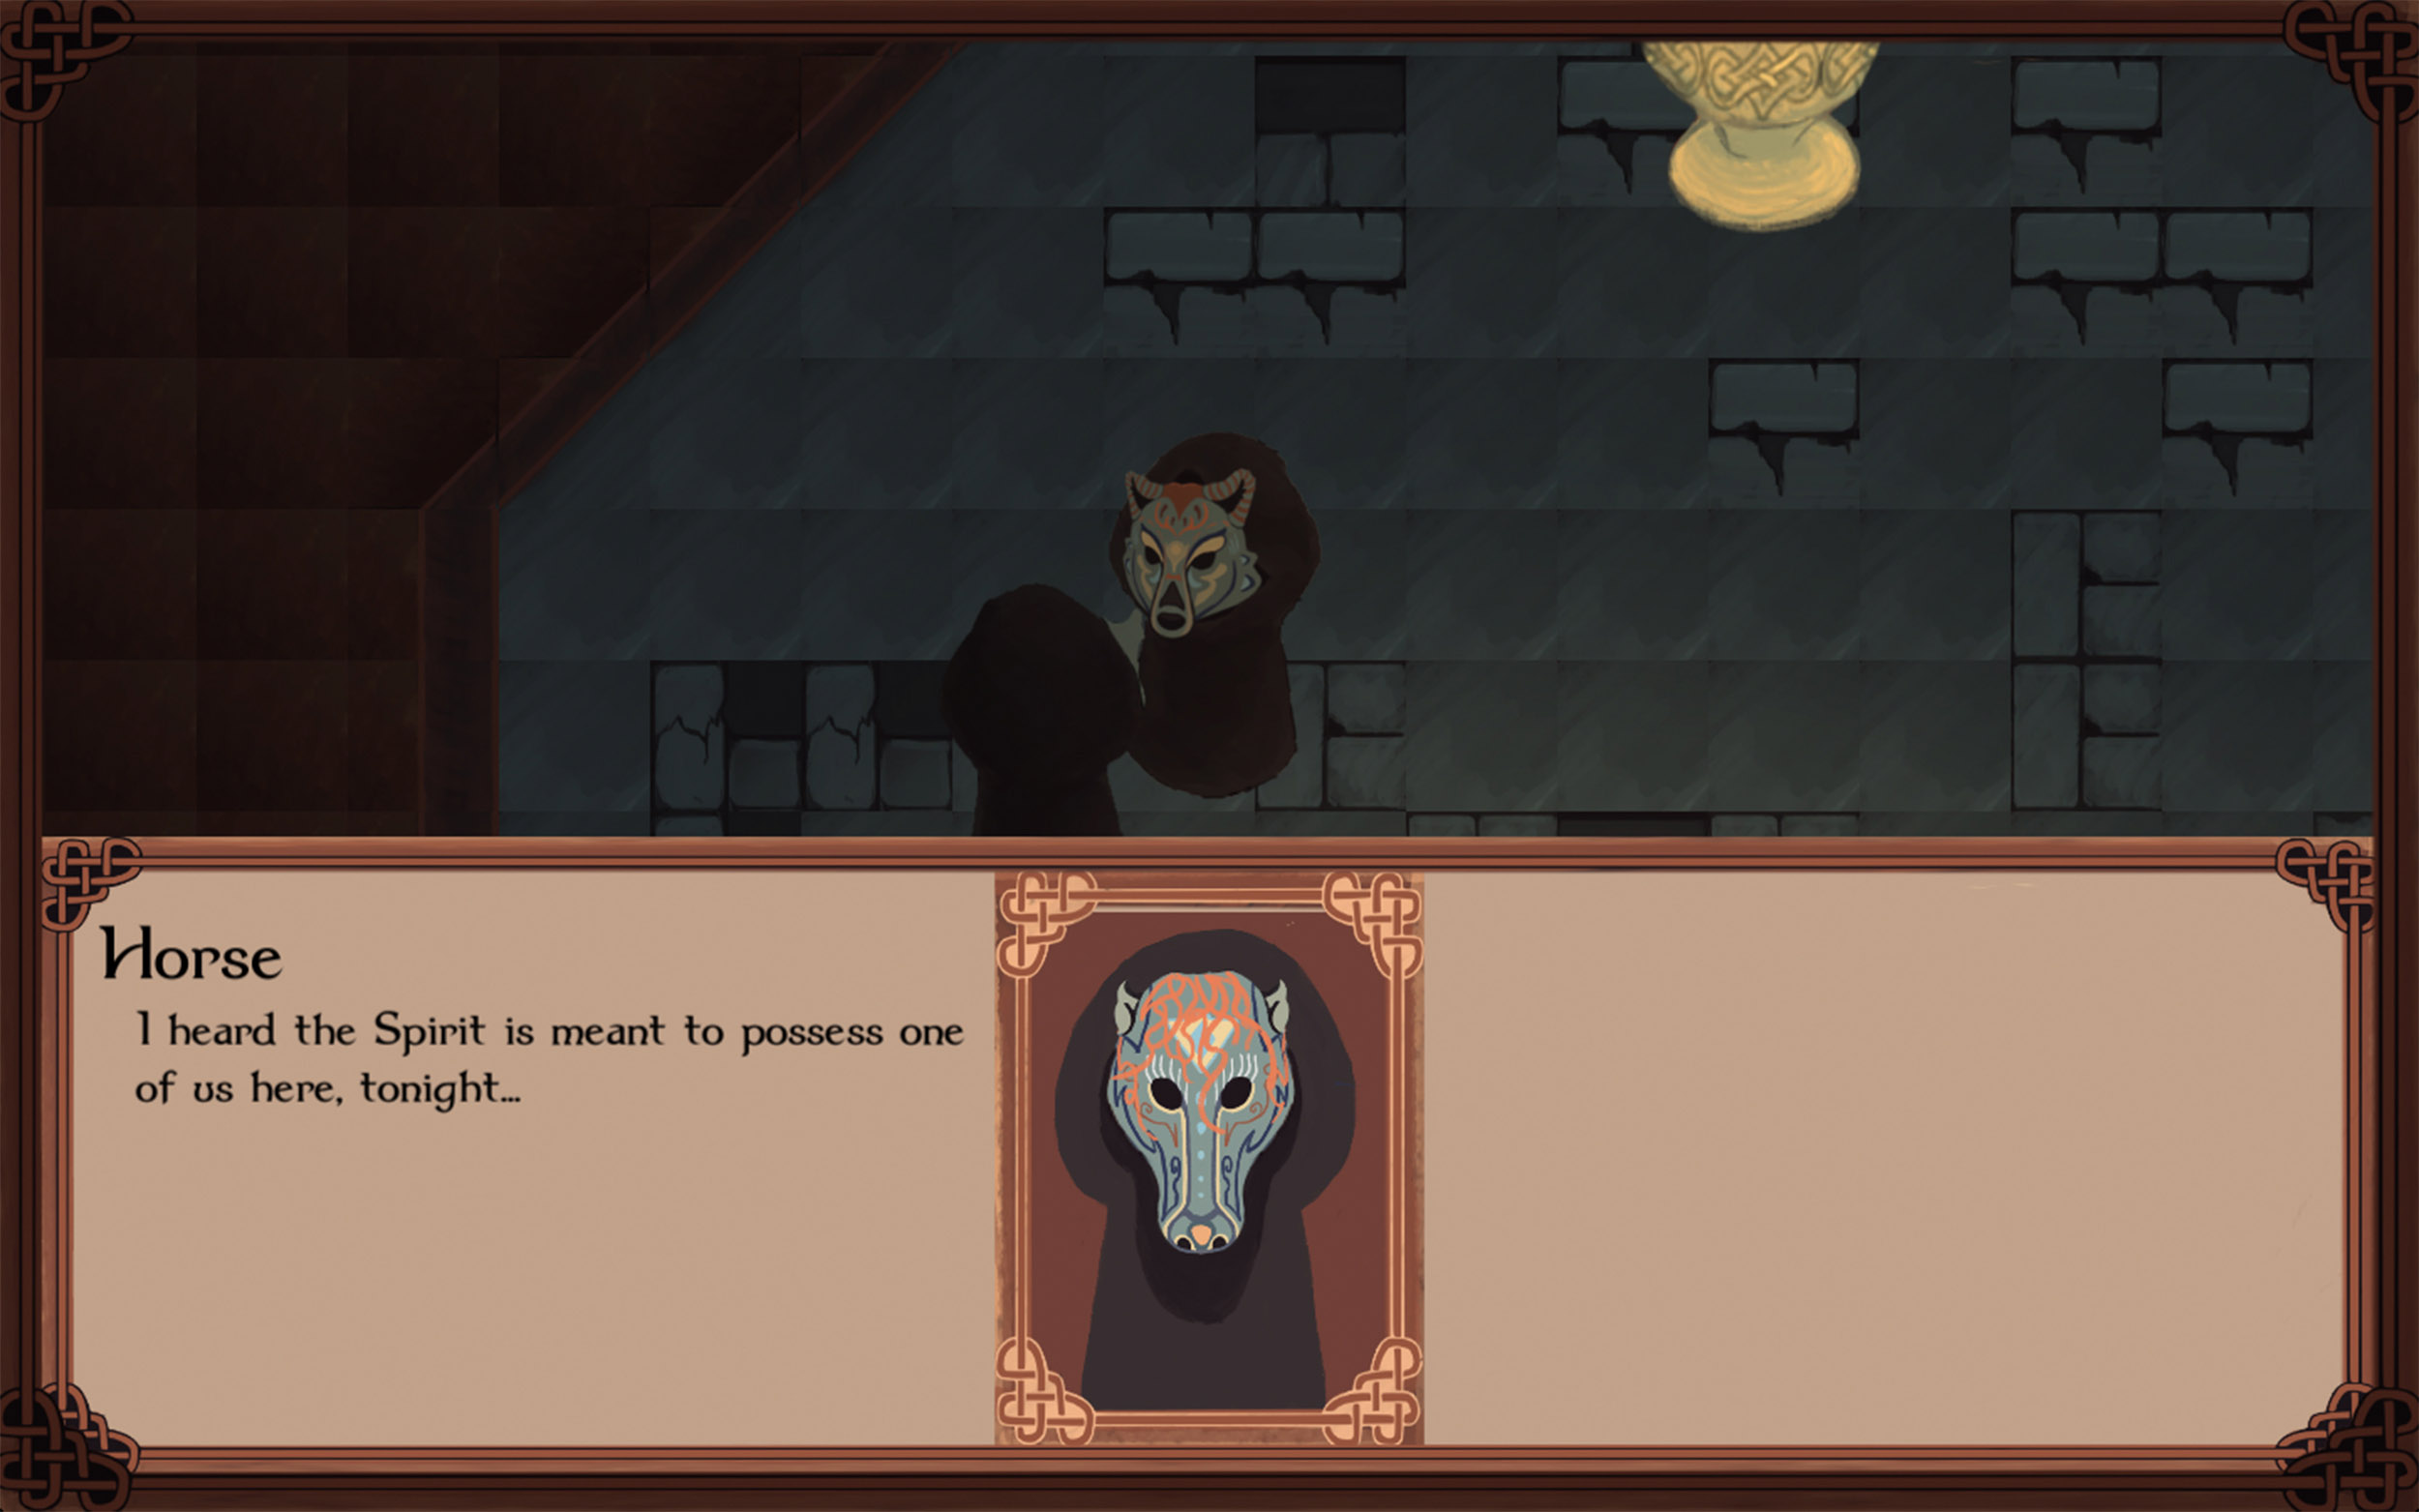 Horse
I heard the Spirit is meant to possess one
of us here, tonight...